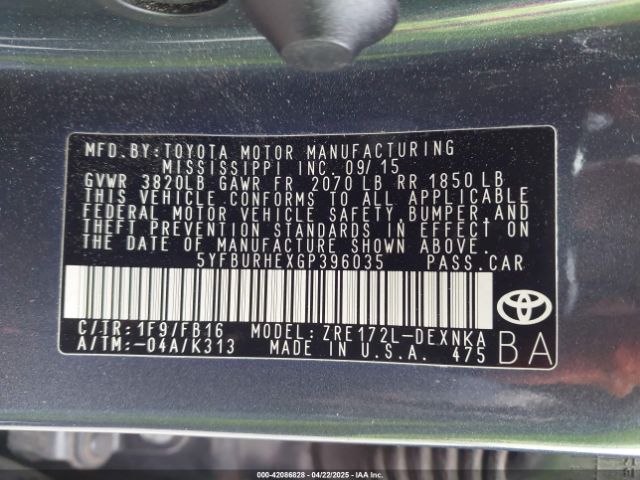 MFD.BY:TOYOTA MOTOR MANUFACTURING
MISSISSIPPI INC.09/15
GVWR 3820LB GAWR FR 2070 LB RR 1850 LB
THIS VEHICLE CONFORMS TO ALL APPLICABLE
FEDERAL MOTOR VEHICLE SAFETY, BUMPER, AND
THEFT PREVENTION STANDARDS IN EFFECT ON
THE DATE OF MANUFACTURE SHOWN ABOVE.
5YFBURHEXGP396035 PASS.CAR
C/TR:1F9/FB16 MODEL:ZRE172L-DEXNKA
A/TM:-04A/K313 MADE IN U.S.A. 475
BA
000-42086828 - 04/22/2025 - IAAI.COM